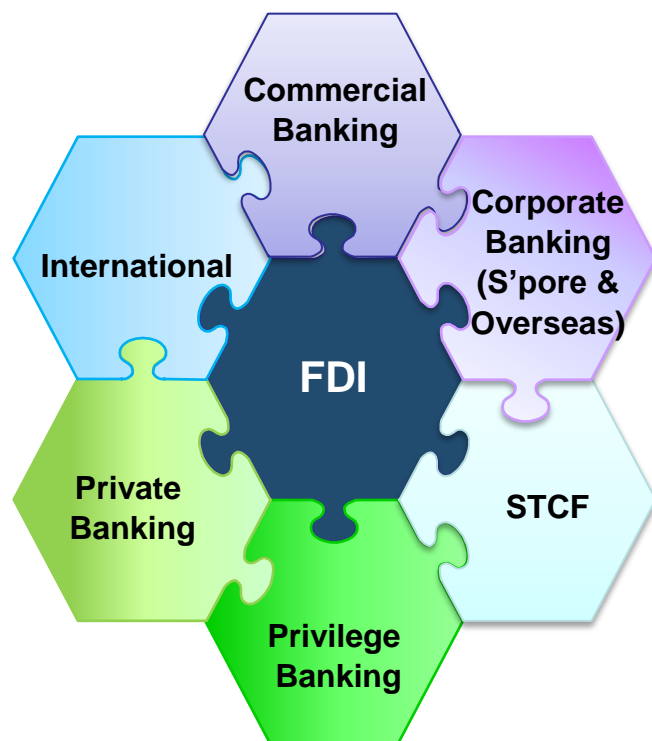 Commercial
Banking
Corporate
Banking
(S'pore &
Overseas)
International
FDI
STCF
Private
Banking
Privilege
Banking